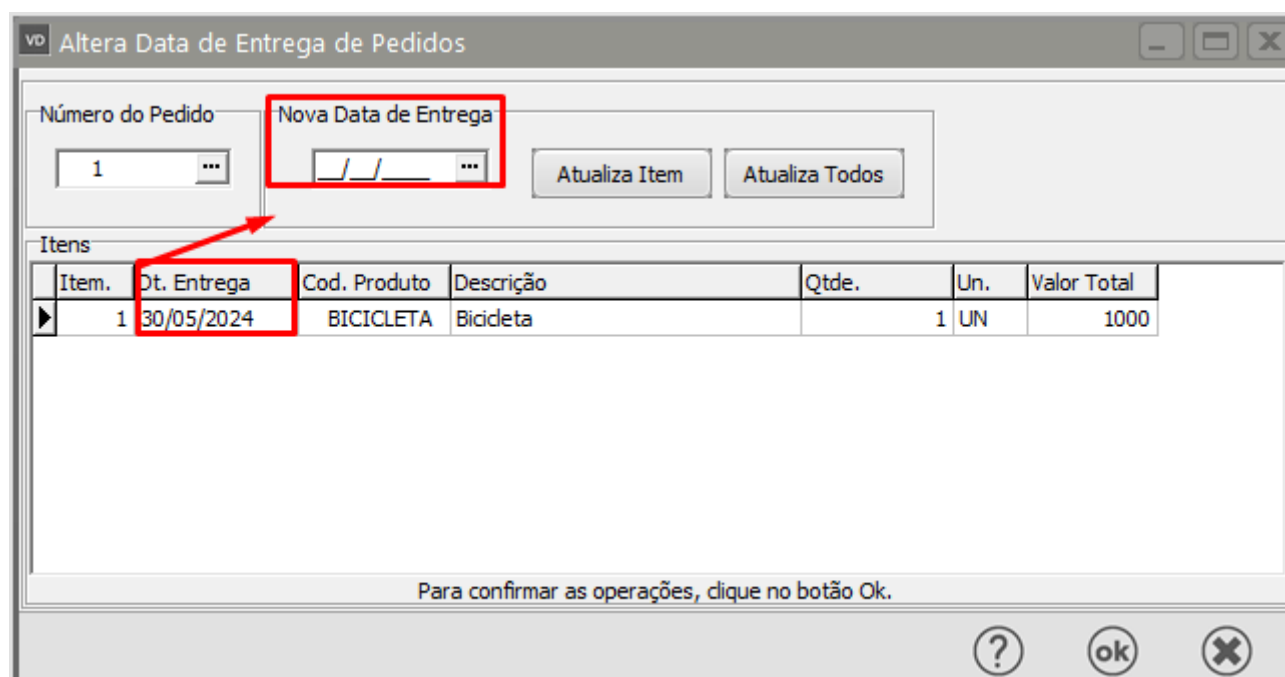 VD Altera Data de Entrega de Pedidos
Número do Pedido Nova Data de Entrega
1 ... __/__/____ ... Atualiza Item Atualiza Todos
Itens
Item. Dt. Entrega Cod. Produto Descrição Qtde. Un. Valor Total
1 30/05/2024 BICICLETA Bicicleta 1 UN 1000
Para confirmar as operações, clique no botão Ok.
? ok